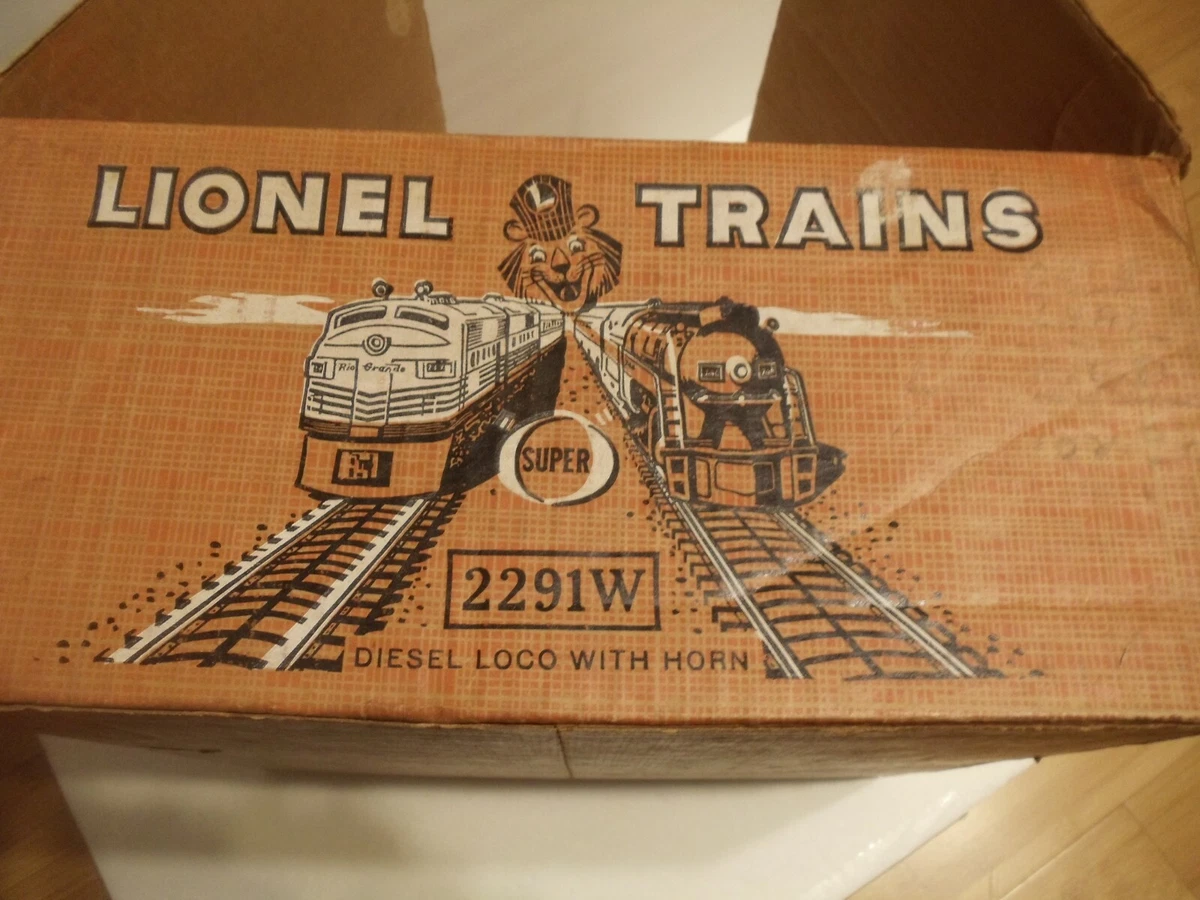 LIONEL TRAINS
L
Rio Grande
SUPER O
2291W
DIESEL LOCO WITH HORN